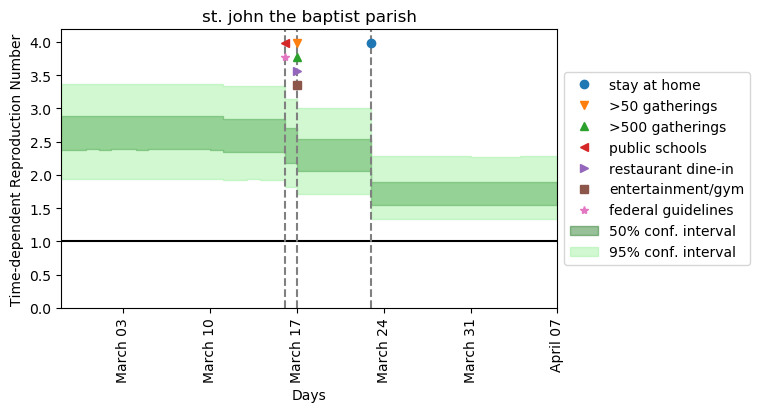 st. john the baptist parish
Time-dependent Reproduction Number
4.0
3.5
3.0
2.5
2.0
1.5
1.0
0.5
0.0
March 03
March 10
March 17
March 24
March 31
April 07
Days
stay at home
>50 gatherings
>500 gatherings
public schools
restaurant dine-in
entertainment/gym
federal guidelines
50% conf. interval
95% conf. interval